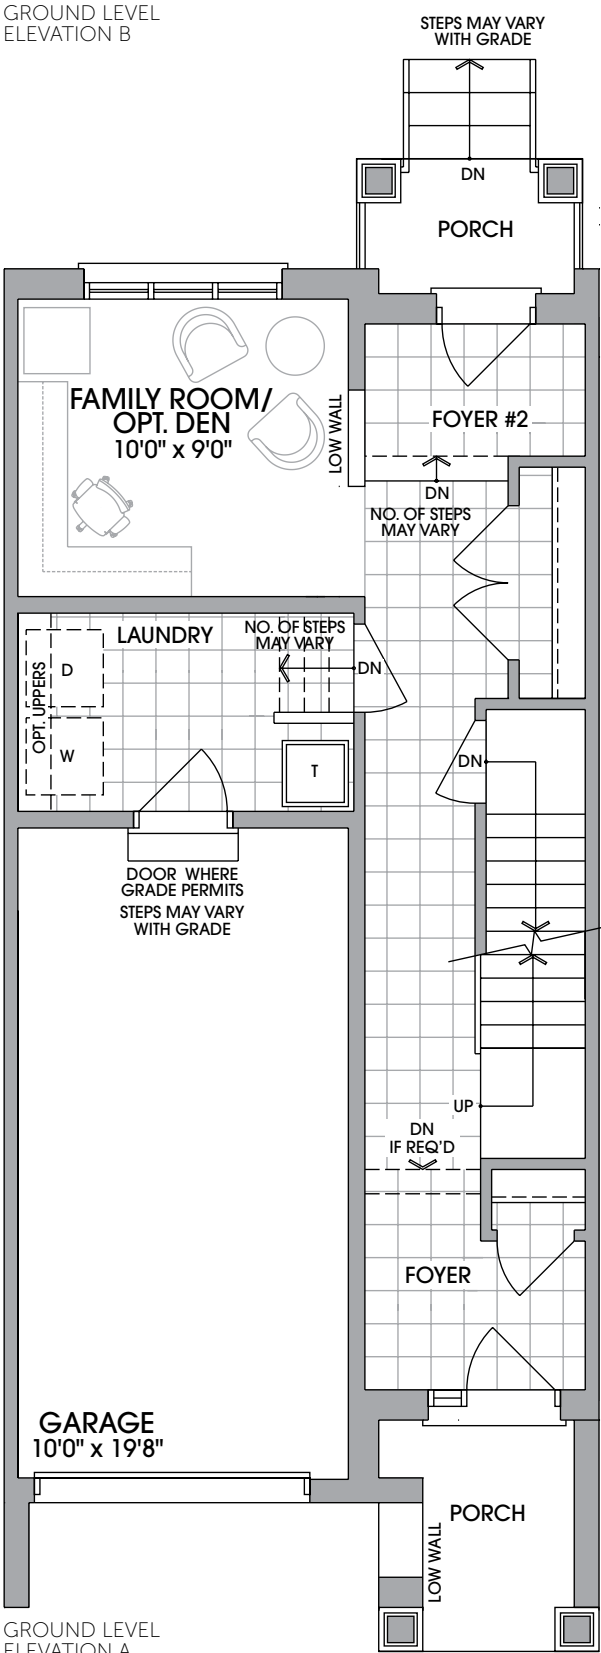 GROUND LEVEL
ELEVATION B
STEPS MAY VARY
WITH GRADE
DN
PORCH
FAMILY ROOM/
OPT. DEN
10'0" x 9'0"
LOW WALL
FOYER #2
DN
NO. OF STEPS
MAY VARY
LAUNDRY
NO. OF STEPS
MAY VARY
DN
OPT. UPPERS
D
W
T
DN
DOOR WHERE
GRADE PERMITS
STEPS MAY VARY
WITH GRADE
UP
DN
IF REQ'D
FOYER
GARAGE
10'0" x 19'8"
PORCH
LOW WALL
GROUND LEVEL
ELEVATION A